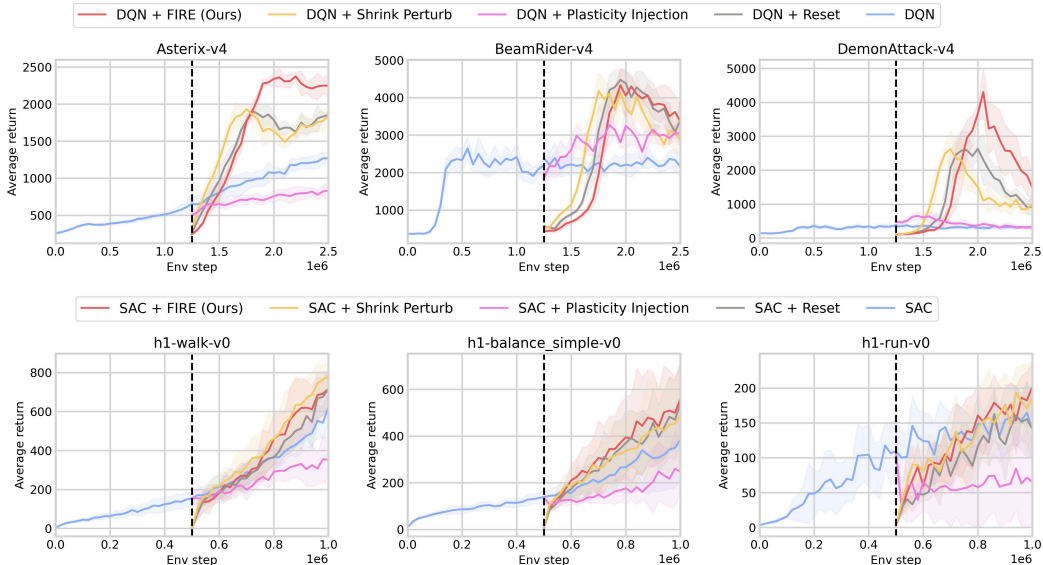 DQN + FIRE (Ours) DQN + Shrink Perturb DQN + Plasticity Injection DQN + Reset DQN
Asterix-v4 BeamRider-v4 DemonAttack-v4
Average return 2500 2000 1500 1000 500
0.0 0.5 1.0 1.5 2.0 2.5
Env step 1e6
Average return 5000 4000 3000 2000 1000
0.0 0.5 1.0 1.5 2.0 2.5
Env step 1e6
Average return 5000 4000 3000 2000 1000 0
0.0 0.5 1.0 1.5 2.0 2.5
Env step 1e6
SAC + FIRE (Ours) SAC + Shrink Perturb SAC + Plasticity Injection SAC + Reset SAC
h1-walk-v0 h1-balance_simple-v0 h1-run-v0
Average return 800 600 400 200 0
0.0 0.2 0.4 0.6 0.8 1.0
Env step 1e6
Average return 600 400 200 0
0.0 0.2 0.4 0.6 0.8 1.0
Env step 1e6
Average return 200 150 100 50 0
0.0 0.2 0.4 0.6 0.8 1.0
Env step 1e6